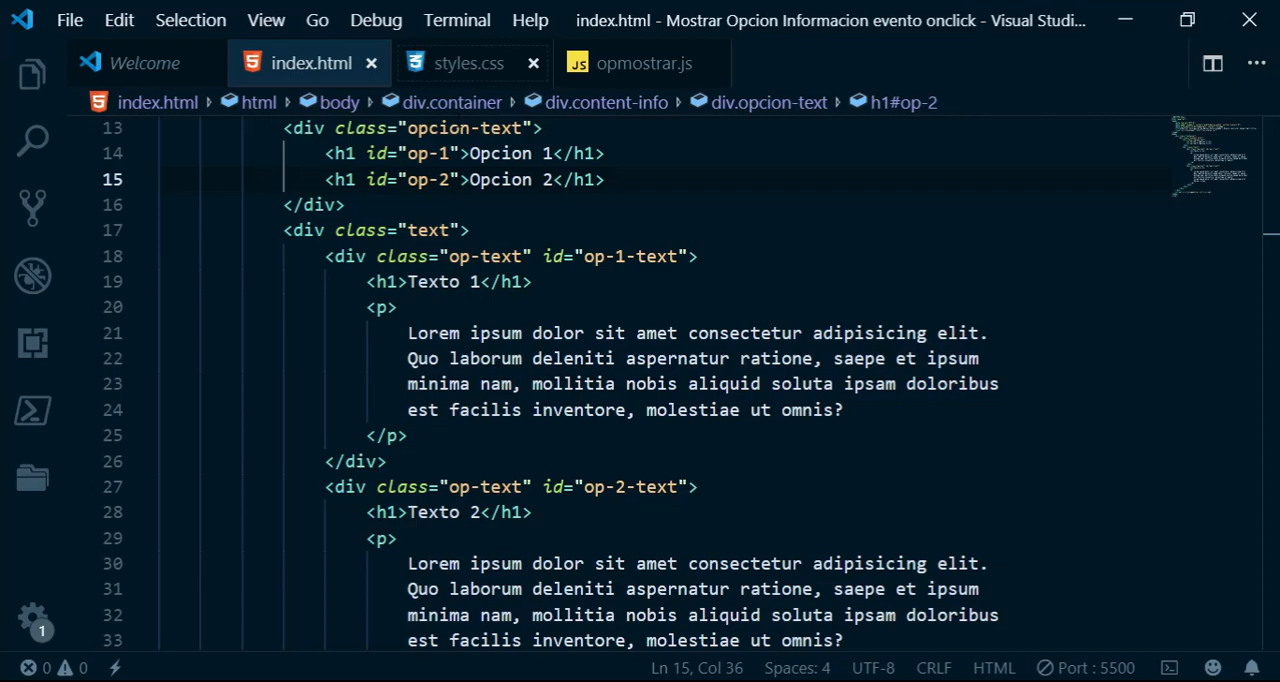 File Edit Selection View Go Debug Terminal Help index.html - Mostrar Opcion Informacion evento onclick - Visual Studi...
Welcome index.html × styles.css × JS opmostrar.js
index.html html body div.container div.content-info div.opcion-text h1#op-2
13 <div class="opcion-text">
14 <h1 id="op-1">Opcion 1</h1>
15 <h1 id="op-2">Opcion 2</h1>
16 </div>
17 <div class="text">
18 <div class="op-text" id="op-1-text">
19 <h1>Texto 1</h1>
20 <p>
21 Lorem ipsum dolor sit amet consectetur adipisicing elit.
22 Quo laborum deleniti aspernatur ratione, saepe et ipsum
23 minima nam, mollitia nobis aliquid soluta ipsam doloribus
24 est facilis inventore, molestiae ut omnis?
25 </p>
26 </div>
27 <div class="op-text" id="op-2-text">
28 <h1>Texto 2</h1>
29 <p>
30 Lorem ipsum dolor sit amet consectetur adipisicing elit.
31 Quo laborum deleniti aspernatur ratione, saepe et ipsum
32 minima nam, mollitia nobis aliquid soluta ipsam doloribus
33 est facilis inventore, molestiae ut omnis?
1
0 0 Ln 15, Col 36 Spaces: 4 UTF-8 CRLF HTML Port : 5500